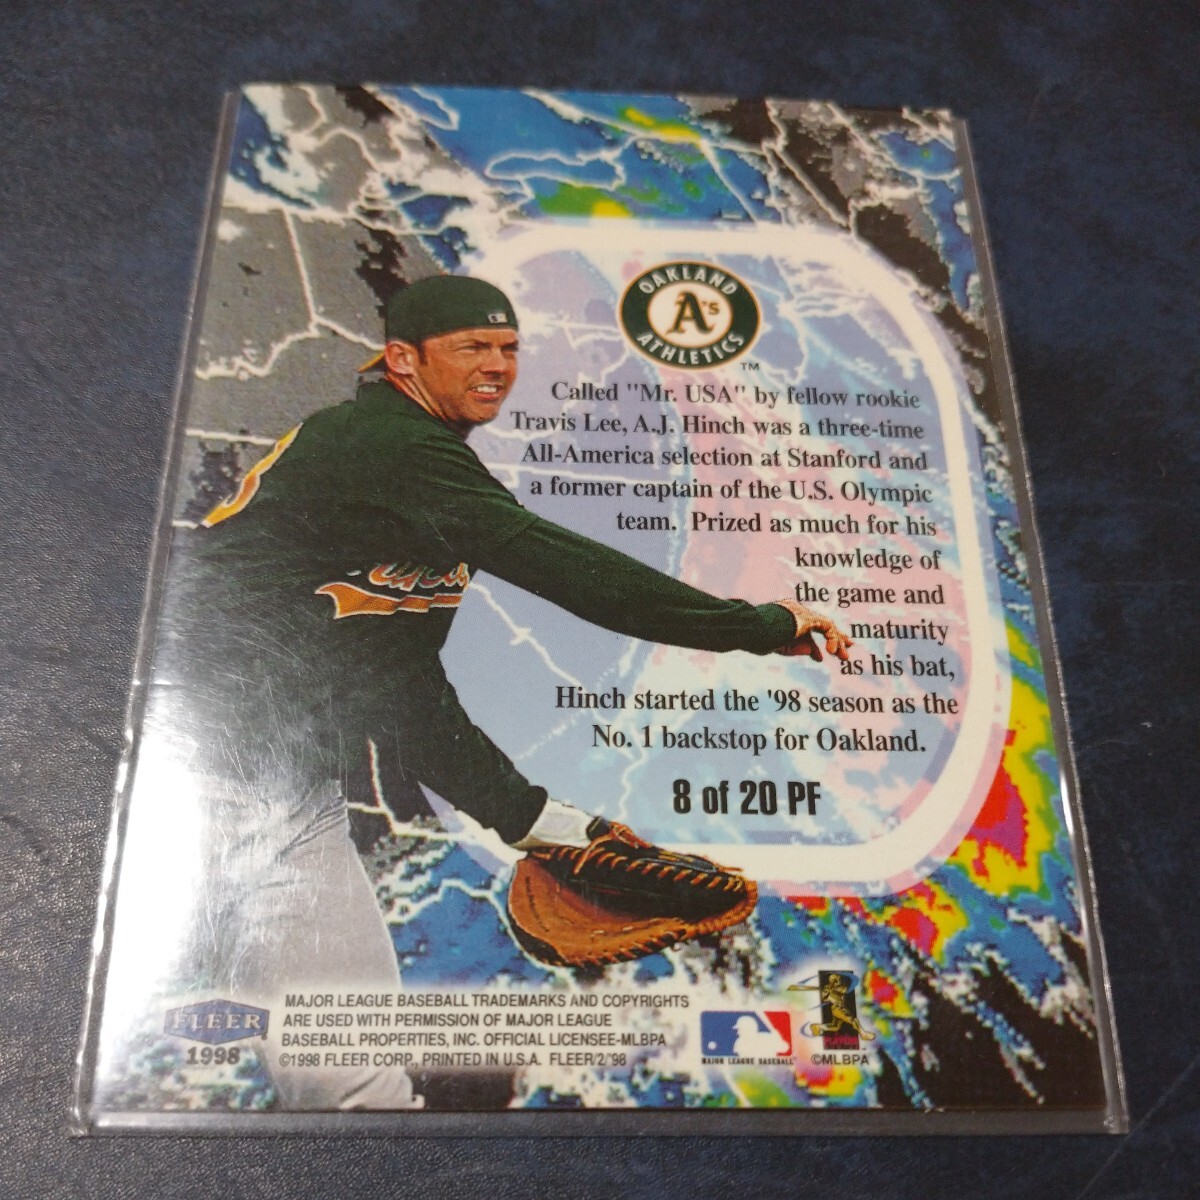 OAKLAND
A's
ATHLETICS
TM
Called "Mr. USA" by fellow rookie
Travis Lee, A.J. Hinch was a three-time
All-America selection at Stanford and
a former captain of the U.S. Olympic
team. Prized as much for his
knowledge of
the game and
maturity
as his bat,
Hinch started the '98 season as the
No. 1 backstop for Oakland.
8 of 20 PF
FLEER
1998
MAJOR LEAGUE BASEBALL TRADEMARKS AND COPYRIGHTS
ARE USED WITH PERMISSION OF MAJOR LEAGUE
BASEBALL PROPERTIES, INC. OFFICIAL LICENSEE-MLBPA
©1998 FLEER CORP., PRINTED IN U.S.A. FLEER/2/'98
MAJOR LEAGUE BASEBALL
PLAYERS
©MLBPA